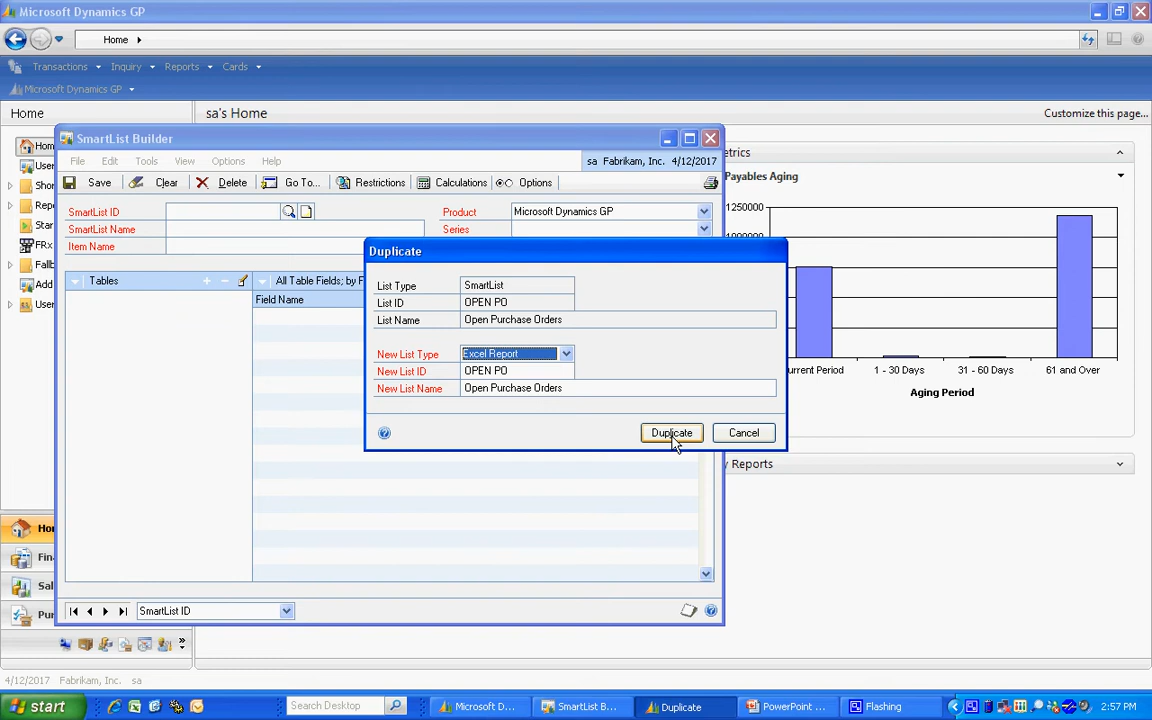 Microsoft Dynamics GP
Home
Transactions Inquiry Reports Cards
Microsoft Dynamics GP
Home
sa's Home
Customize this page...
SmartList Builder
File Edit Tools View Options Help
sa Fabrikam, Inc. 4/12/2017
Save Clear Delete Go To... Restrictions Calculations Options
SmartList ID
Product Microsoft Dynamics GP
SmartList Name
Series
Item Name
Tables
All Table Fields; by F
Field Name
Duplicate
List Type SmartList
List ID OPEN PO
List Name Open Purchase Orders
New List Type Excel Report
New List ID OPEN PO
New List Name Open Purchase Orders
Duplicate Cancel
SmartList ID
Payables Aging
1250000
1 - 30 Days 31 - 60 Days 61 and Over
Aging Period
Reports
4/12/2017 Fabrikam, Inc. sa
start
Search Desktop
Microsoft D...
SmartList B...
Duplicate
PowerPoint ...
Flashing
2:57 PM